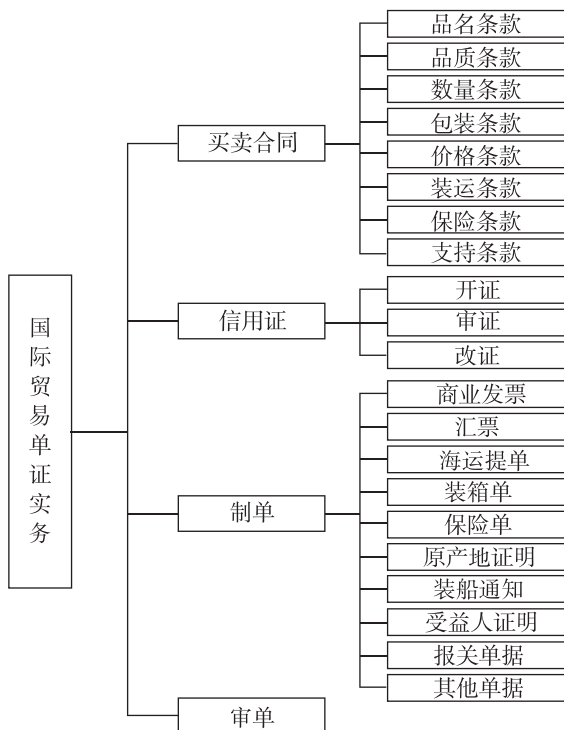 国际贸易单证实务
买卖合同
品名条款
品质条款
数量条款
包装条款
价格条款
装运条款
保险条款
支持条款
信用证
开证
审证
改证
制单
商业发票
汇票
海运提单
装箱单
保险单
原产地证明
装船通知
受益人证明
报关单据
其他单据
审单